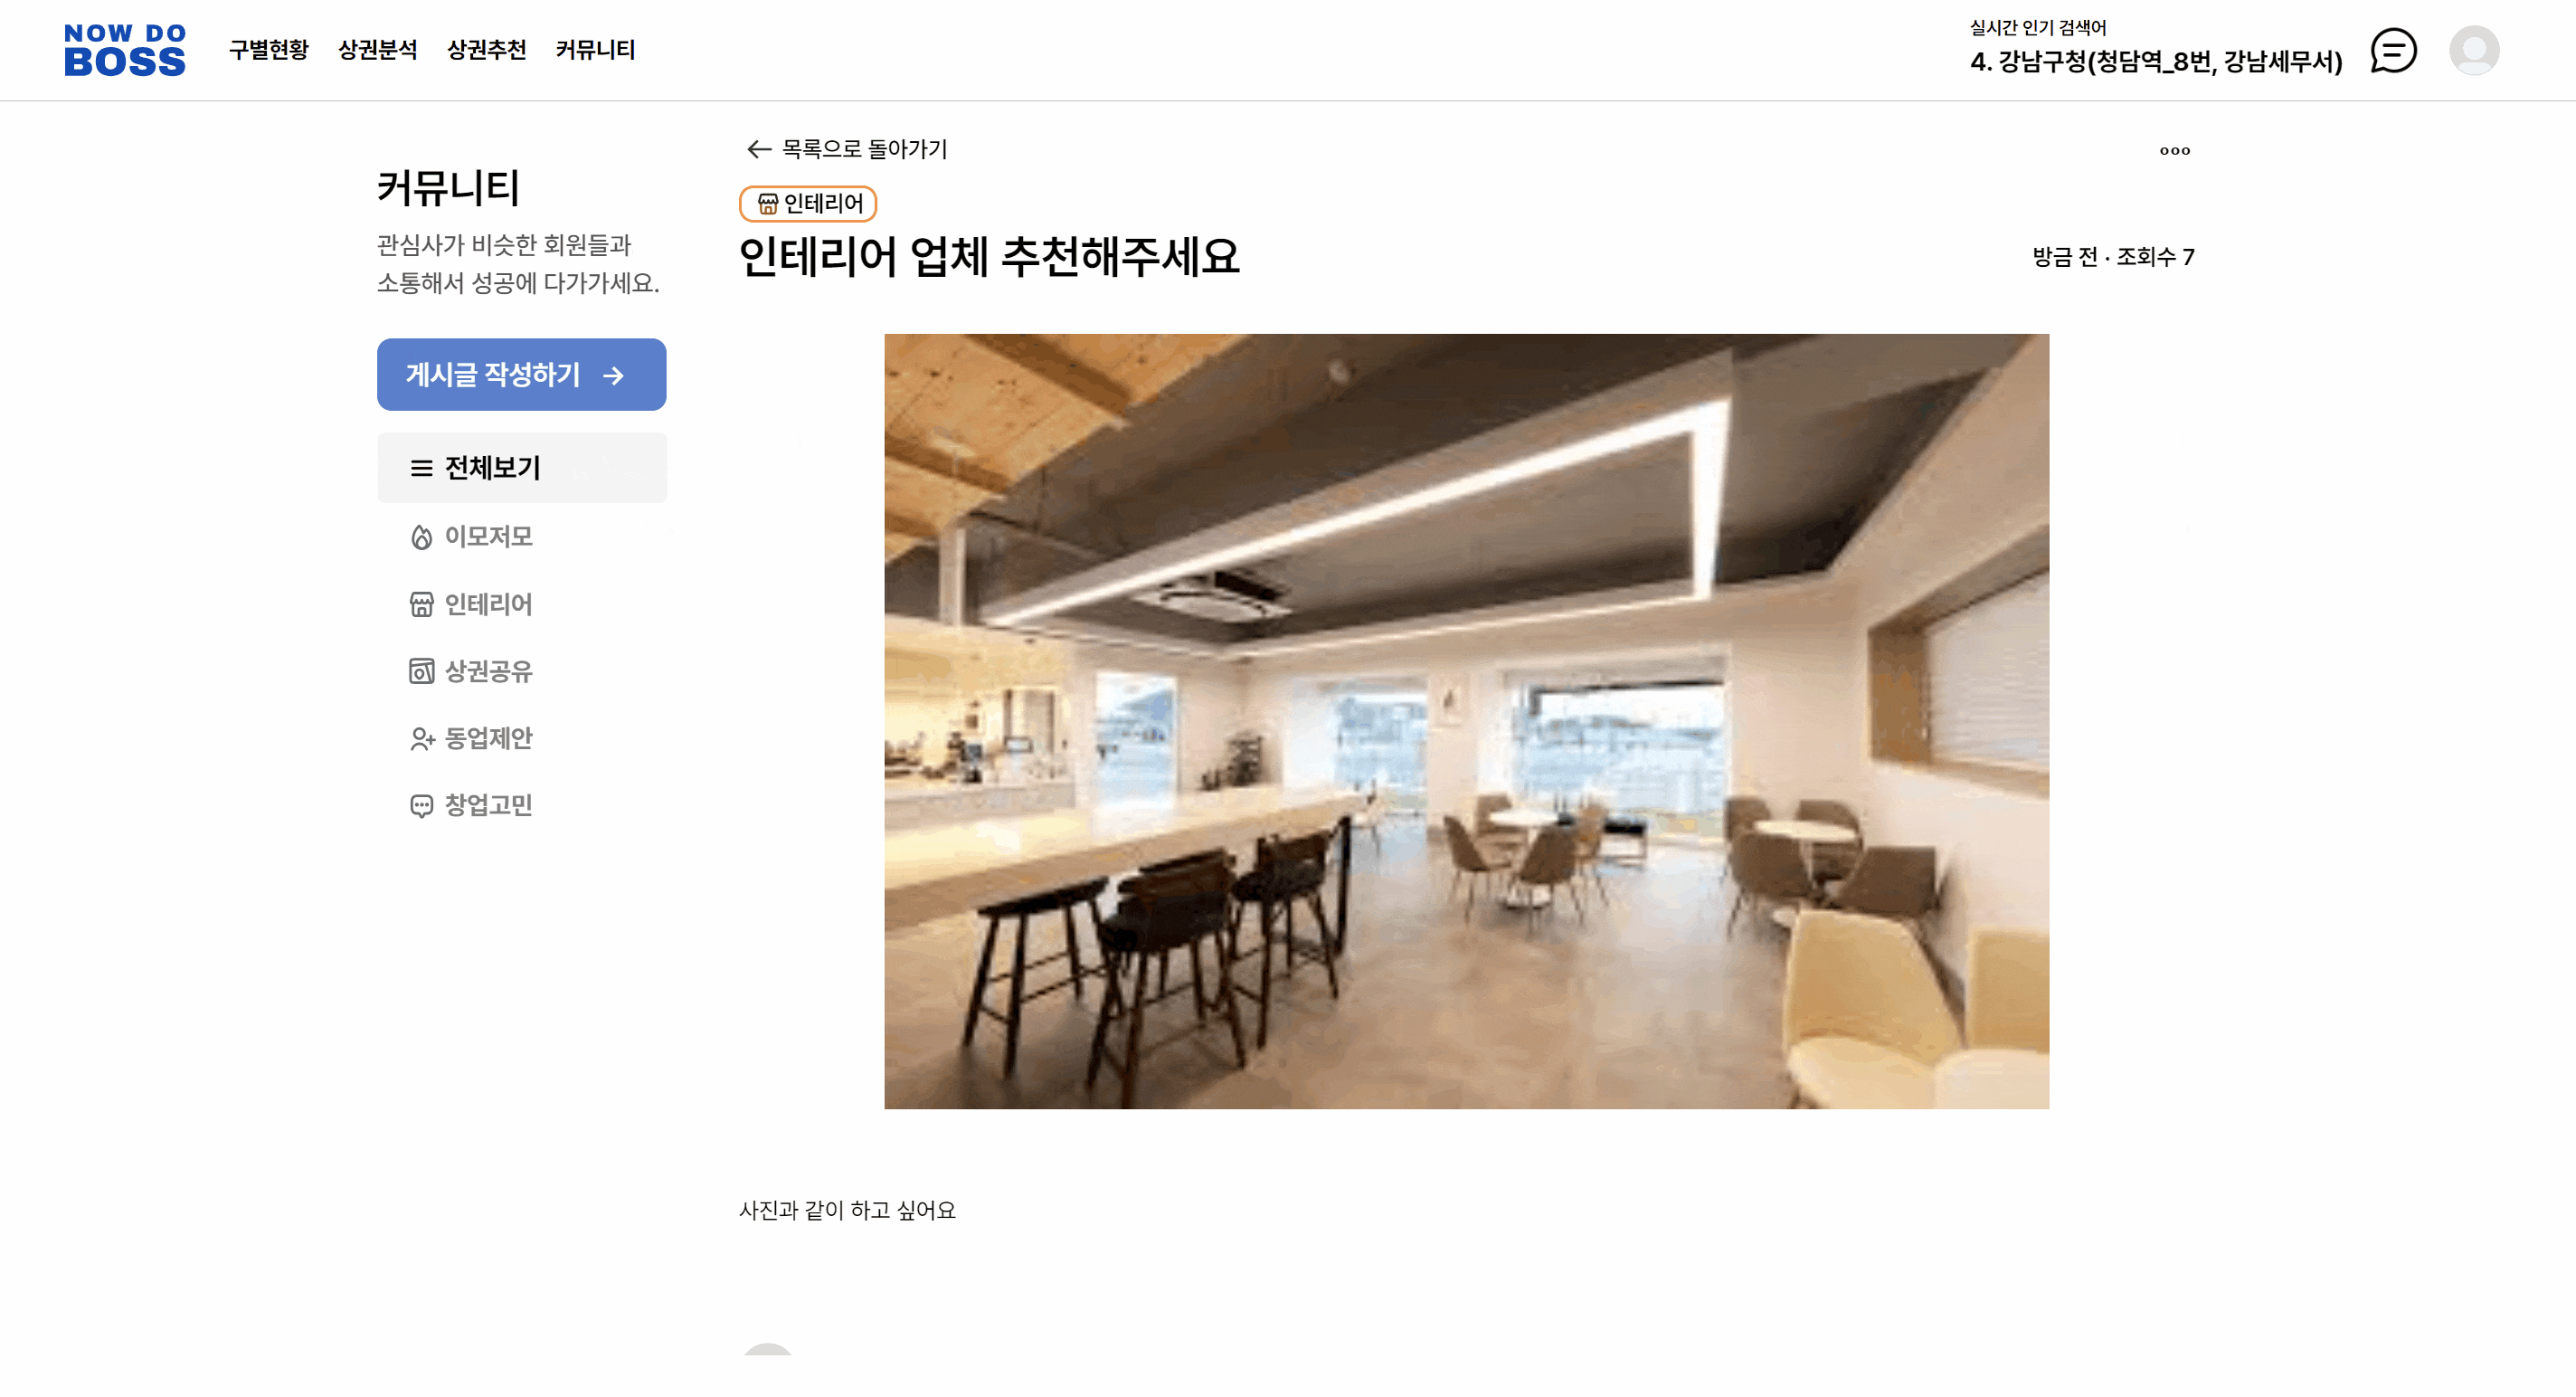 NOW DO
BOSS
구별현황
상권분석
상권추천
커뮤니티
실시간 인기 검색어
4. 강남구청(청담역_8번, 강남세무서)
커뮤니티
관심사가 비슷한 회원들과
소통해서 성공에 다가가세요.
게시글 작성하기
전체보기
이모저모
인테리어
상권공유
동업제안
창업고민
목록으로 돌아가기
인테리어
인테리어 업체 추천해주세요
방금 전 · 조회수 7
사진과 같이 하고 싶어요